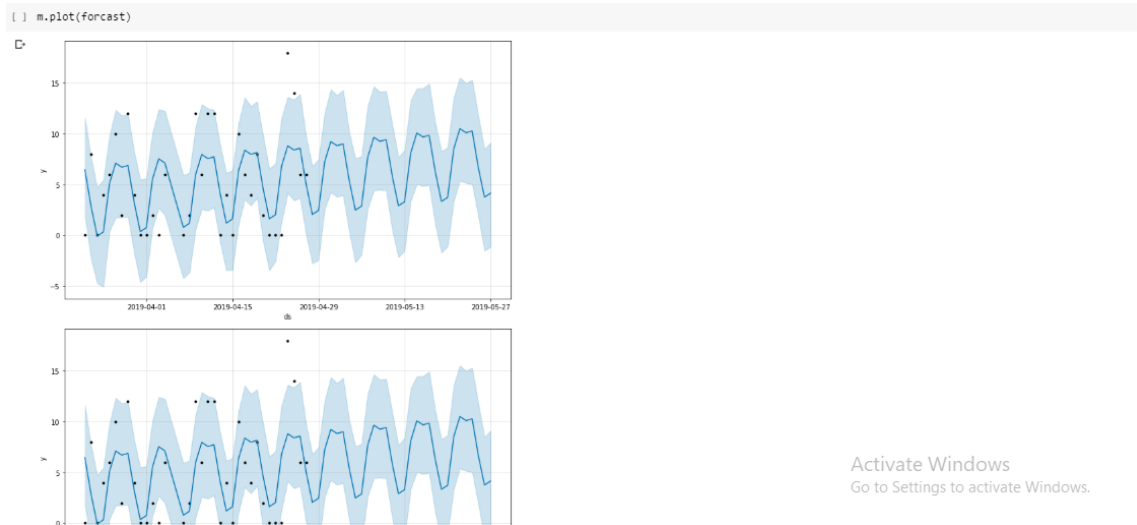 [ ] m.plot(forcast)
15
10
5
0
−5
y
2019-04-01 2019-04-15 2019-04-29 2019-05-13 2019-05-27
ds
15
10
5
0
y
Activate Windows
Go to Settings to activate Windows.